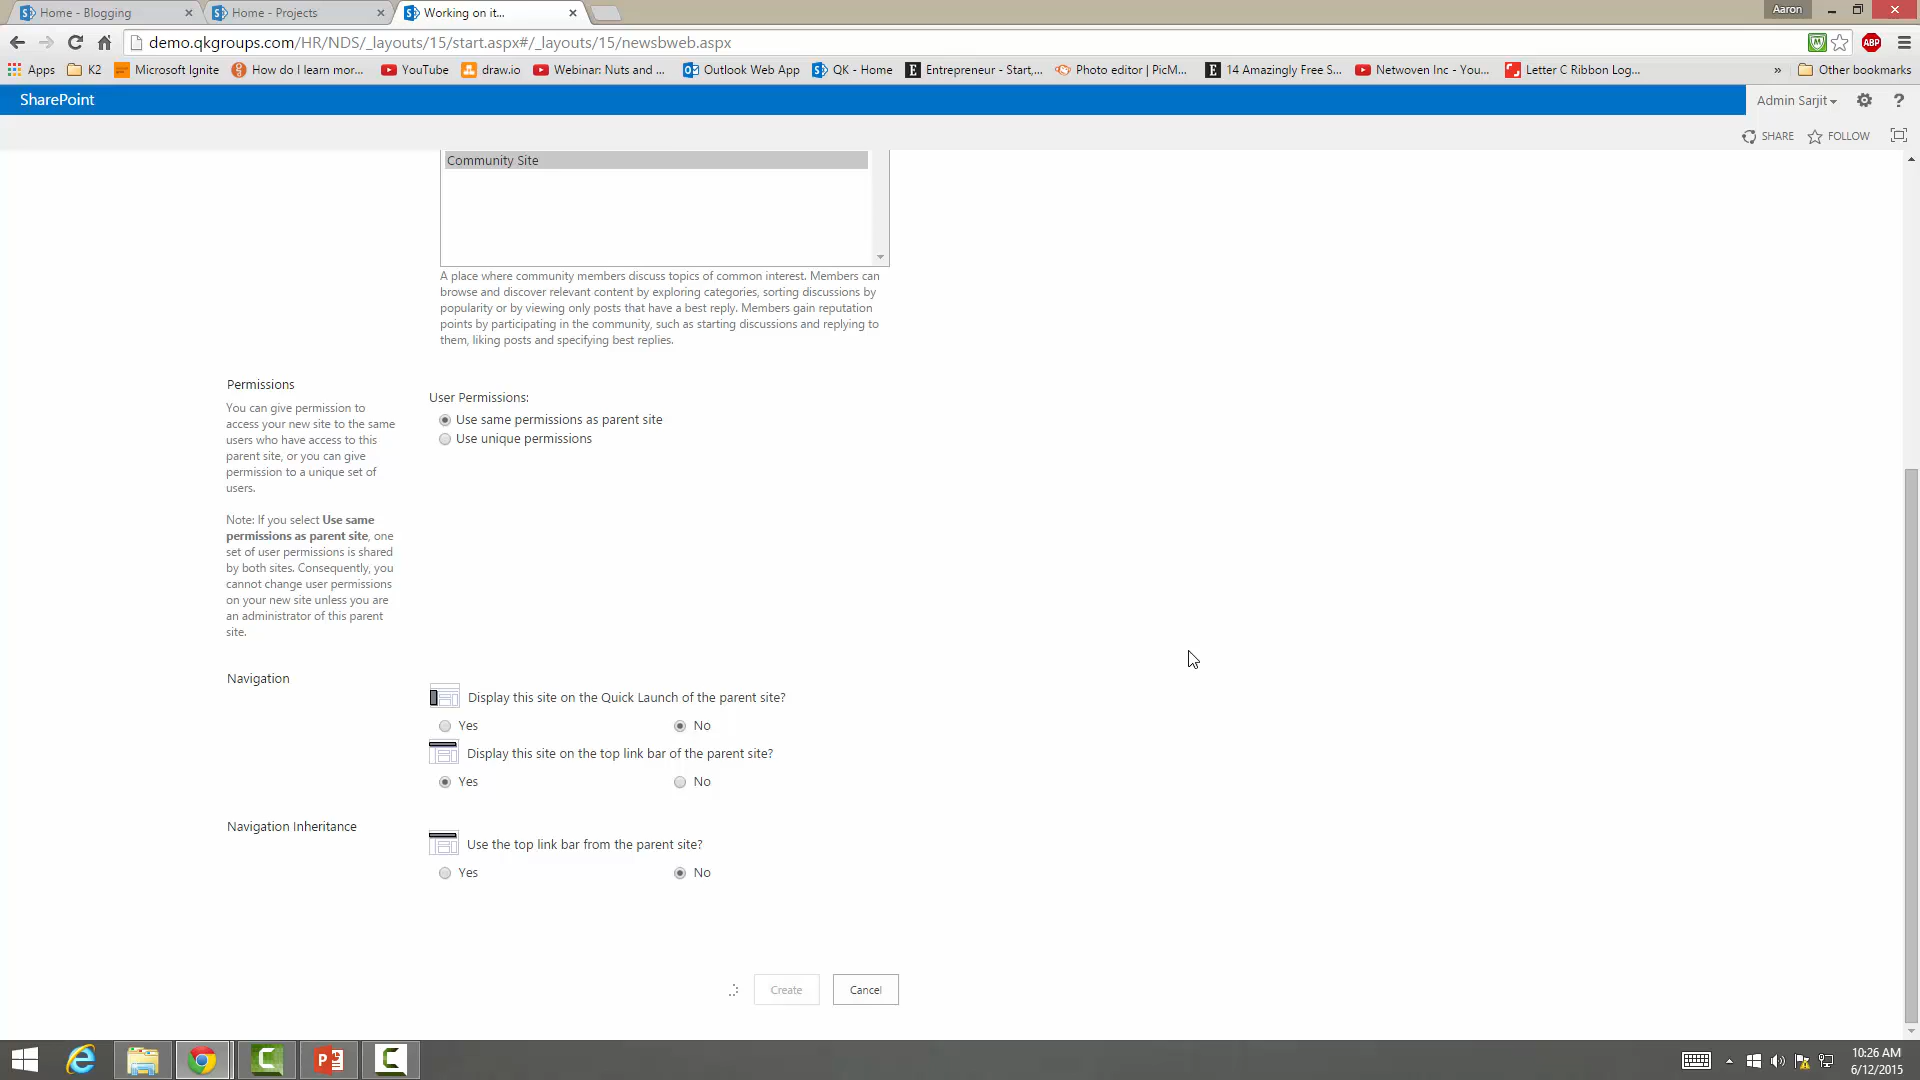 Home - Blogging
Home - Projects
Working on it...
Aaron
demo.qkgroups.com/HR/NDS/_layouts/15/start.aspx#/_layouts/15/newsbweb.aspx
ABP
Apps
K2
Microsoft Ignite
How do I learn mor...
YouTube
draw.io
Webinar: Nuts and ...
Outlook Web App
QK - Home
Entrepreneur - Start,...
Photo editor | PicM...
14 Amazingly Free S...
Netwoven Inc - You...
Letter C Ribbon Log...
»
Other bookmarks
SharePoint
Admin Sarjit
?
SHARE
FOLLOW
Community Site
A place where community members discuss topics of common interest. Members can
browse and discover relevant content by exploring categories, sorting discussions by
popularity or by viewing only posts that have a best reply. Members gain reputation
points by participating in the community, such as starting discussions and replying to
them, liking posts and specifying best replies.
Permissions
You can give permission to
access your new site to the same
users who have access to this
parent site, or you can give
permission to a unique set of
users.
Note: If you select Use same
permissions as parent site, one
set of user permissions is shared
by both sites. Consequently, you
cannot change user permissions
on your new site unless you are
an administrator of this parent
site.
User Permissions:
Use same permissions as parent site
Use unique permissions
Navigation
Display this site on the Quick Launch of the parent site?
Yes
No
Display this site on the top link bar of the parent site?
Yes
No
Navigation Inheritance
Use the top link bar from the parent site?
Yes
No
Create
Cancel
10:26 AM
6/12/2015